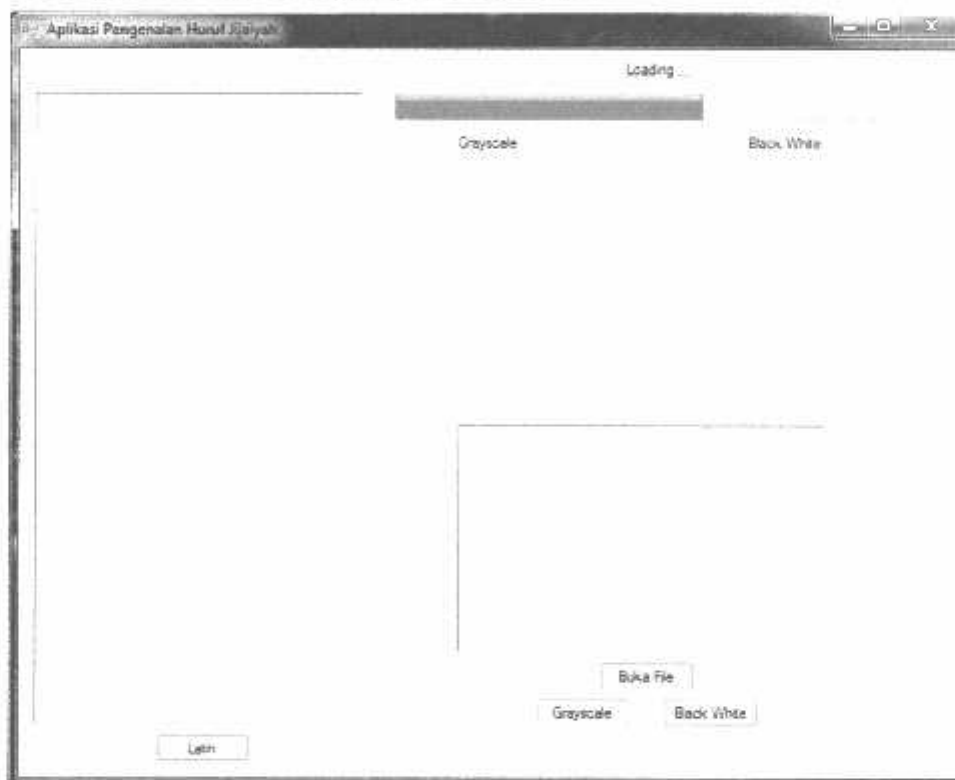 Aplikasi Pengenalan Huruf Hijaiyah
Loading ...
Grayscale
Black White
Buka File
Grayscale
Black White
Latih